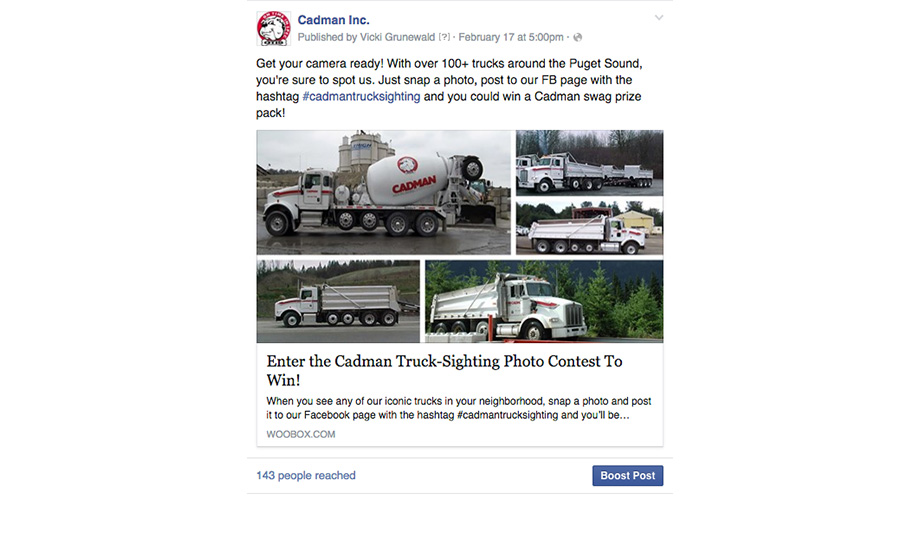 Cadman Inc.
Published by Vicki Grunewald [?] · February 17 at 5:00pm ·
Get your camera ready! With over 100+ trucks around the Puget Sound,
you're sure to spot us. Just snap a photo, post to our FB page with the
hashtag #cadmantrucksighting and you could win a Cadman swag prize
pack!
CADMAN
Enter the Cadman Truck-Sighting Photo Contest To
Win!
When you see any of our iconic trucks in your neighborhood, snap a photo and post
it to our Facebook page with the hashtag #cadmantrucksighting and you'll be…
WOOBOX.COM
143 people reached
Boost Post